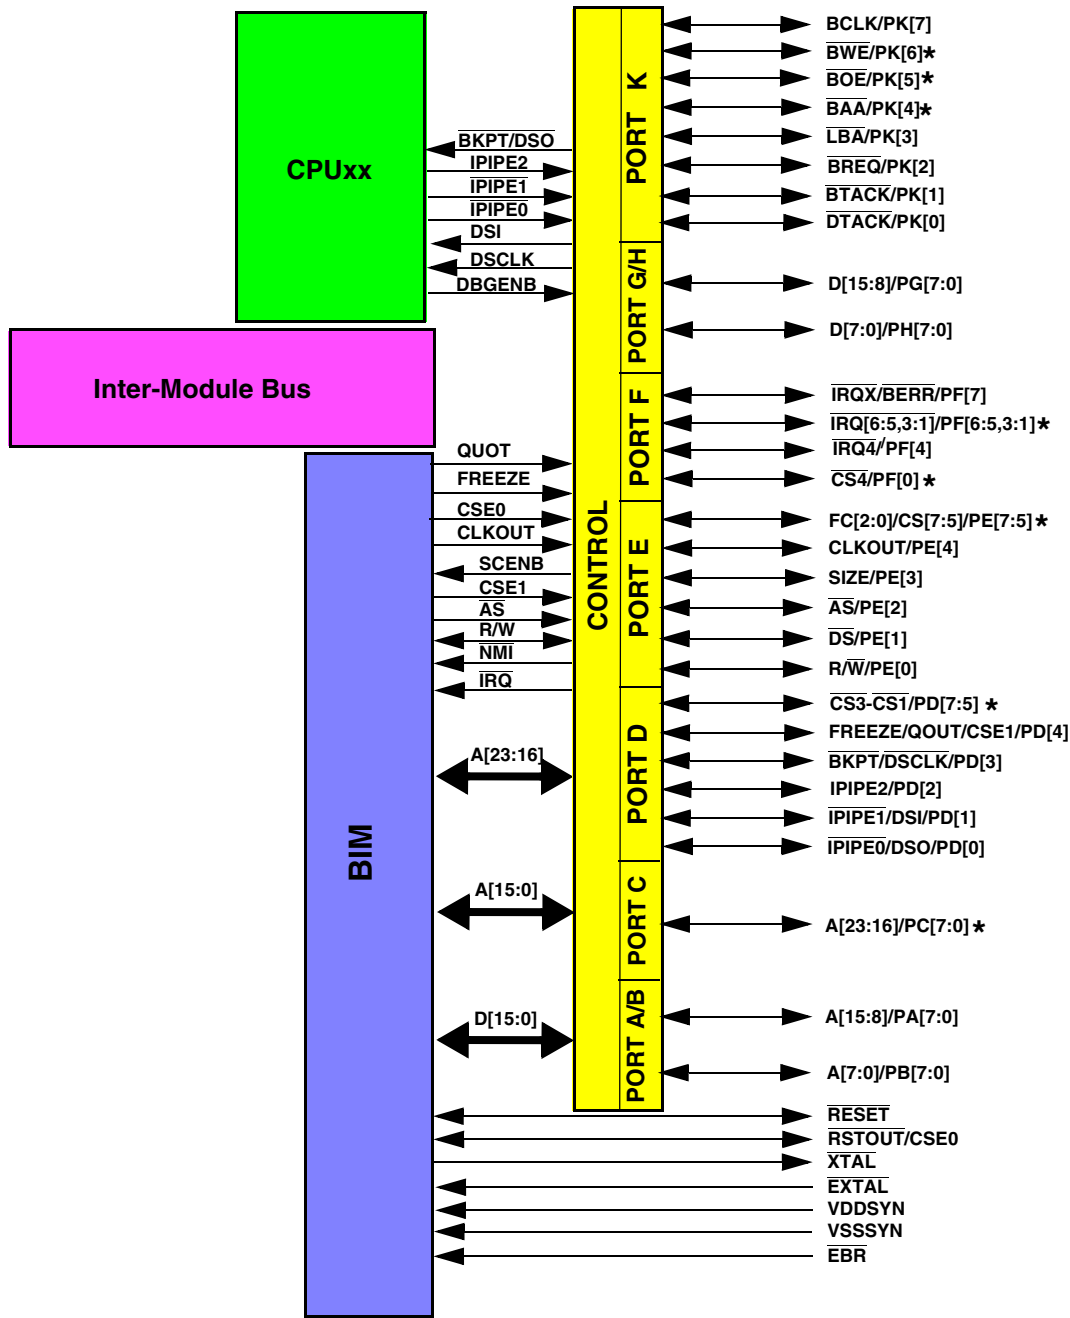 CPUxx
BKPT/DSO
IPIPE2
IPIPE1
IPIPE0
DSI
DSCLK
DBGENB
Inter-Module Bus
BIM
QUOT
FREEZE
CSE0
CLKOUT
SCENB
CSE1
AS
R/W
NMI
IRQ
A[23:16]
A[15:0]
D[15:0]
CONTROL
PORT K
PORT G/H
PORT F
PORT E
PORT D
PORT C
PORT A/B
BCLK/PK[7]
BWE/PK[6]*
BOE/PK[5]*
BAA/PK[4]*
LBA/PK[3]
BREQ/PK[2]
BTACK/PK[1]
DTACK/PK[0]
D[15:8]/PG[7:0]
D[7:0]/PH[7:0]
IRQX/BERR/PF[7]
IRQ[6:5,3:1]/PF[6:5,3:1]*
IRQ4/PF[4]
CS4/PF[0]*
FC[2:0]/CS[7:5]/PE[7:5]*
CLKOUT/PE[4]
SIZE/PE[3]
AS/PE[2]
DS/PE[1]
R/W/PE[0]
CS3-CS1/PD[7:5] *
FREEZE/QOUT/CSE1/PD[4]
BKPT/DSCLK/PD[3]
IPIPE2/PD[2]
IPIPE1/DSI/PD[1]
IPIPE0/DSO/PD[0]
A[23:16]/PC[7:0]*
A[15:8]/PA[7:0]
A[7:0]/PB[7:0]
RESET
RSTOUT/CSE0
XTAL
EXTAL
VDDSYN
VSSSYN
EBR